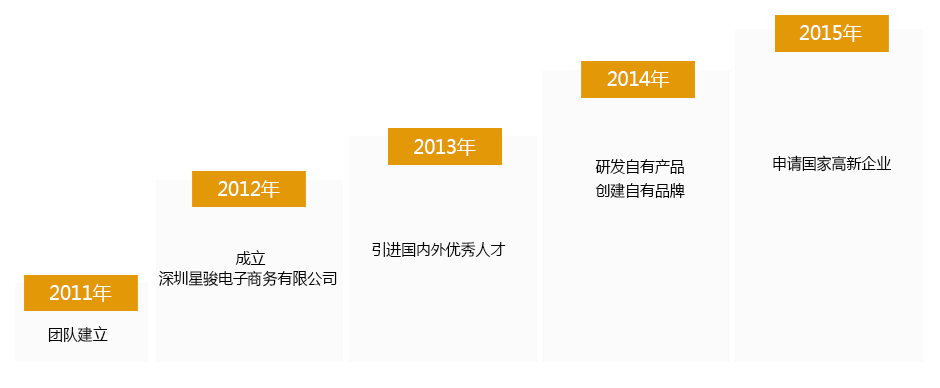 2011年
团队建立
2012年
成立
深圳星骏电子商务有限公司
2013年
引进国内外优秀人才
2014年
研发自有产品
创建自有品牌
2015年
申请国家高新企业